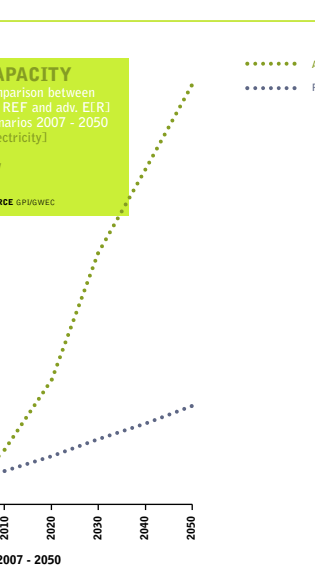 APACITY
mparison between
REF and adv. E[R]
narios 2007 - 2050
ectricity]
RCE GPI/GWEC
A
2010
2020
2030
2040
2050
2007 - 2050